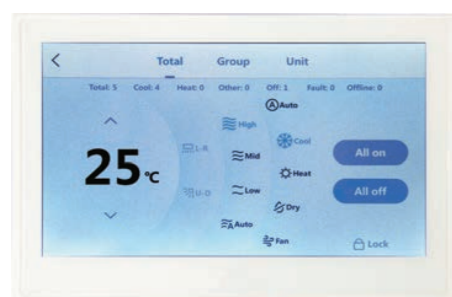 Total Group Unit
Total: 5 Cool: 4 Heat: 0 Other: 0 Off: 1 Fault: 0 Offline: 0
A Auto
High
Cool
L-R
Mid
All on
25°C
Heat
U-D
Low
All off
Dry
A Auto
Fan
Lock